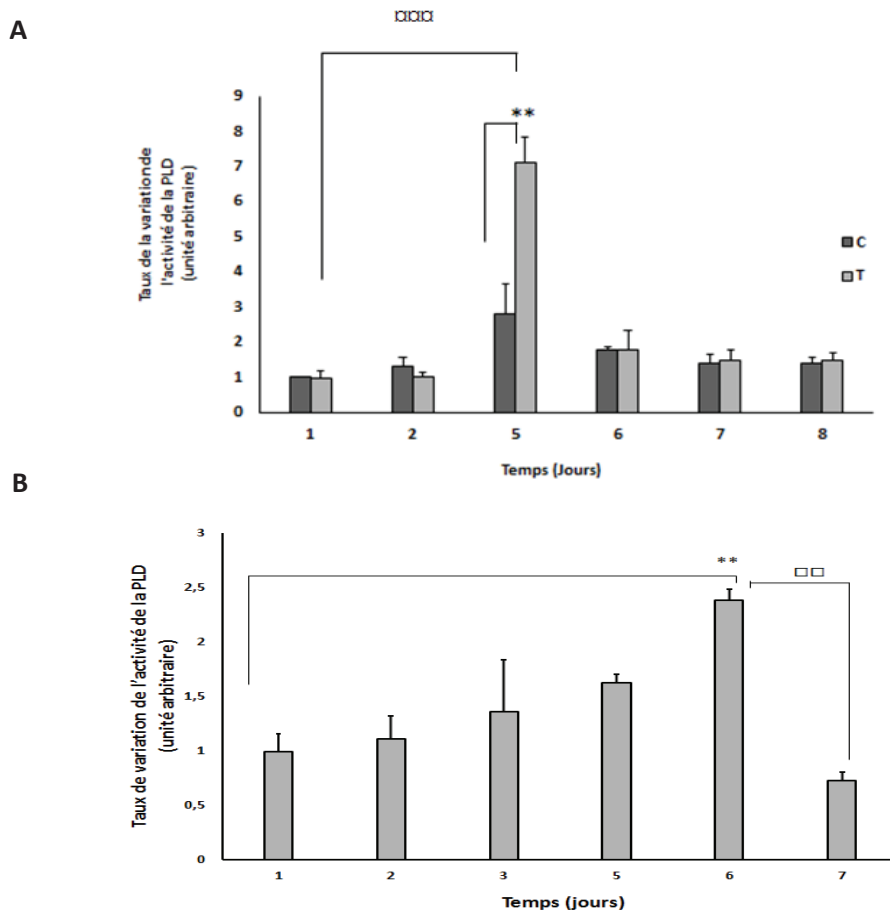 A
¤¤¤
Taux de la variationde
l'activité de la PLD
(unité arbitraire)
9
8
7
6
5
4
3
2
1
0
**
C
T
1 2 5 6 7 8
Temps (Jours)
B
Taux de variation de l'activité de la PLD
(unité arbitraire)
3
2,5
2
1,5
1
0,5
0
**
□□
1 2 3 5 6 7
Temps (jours)